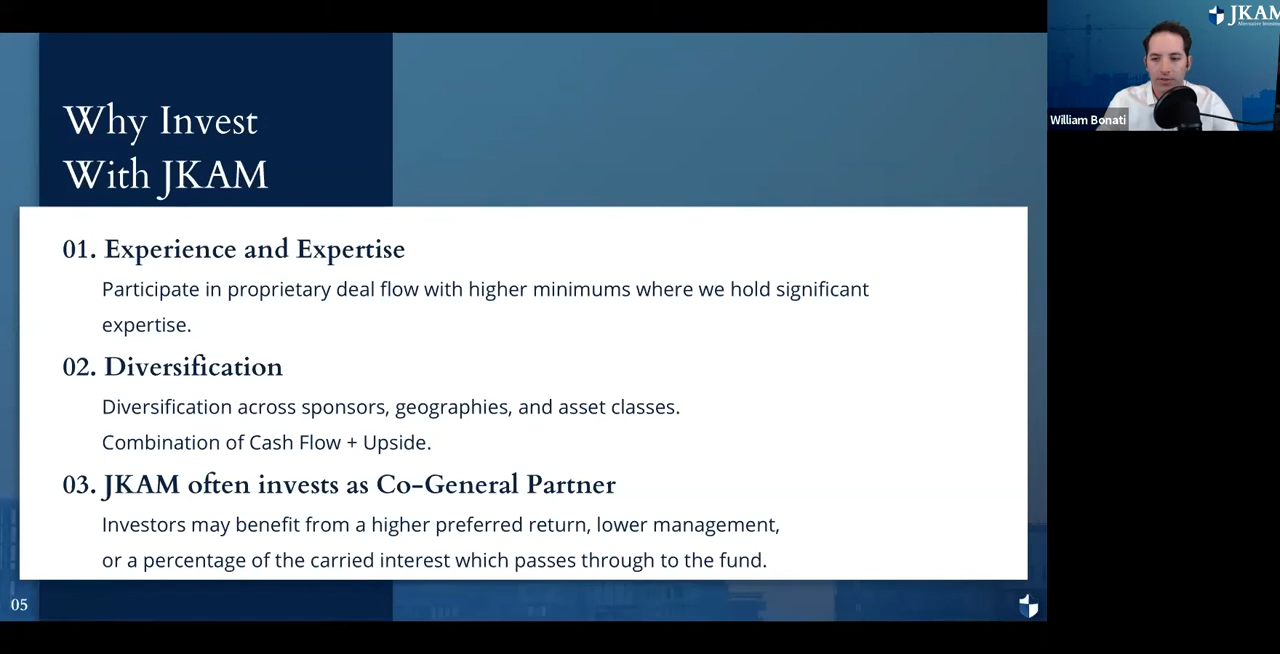 Why Invest
With JKAM
01. Experience and Expertise
Participate in proprietary deal flow with higher minimums where we hold significant
expertise.
02. Diversification
Diversification across sponsors, geographies, and asset classes.
Combination of Cash Flow + Upside.
03. JKAM often invests as Co-General Partner
Investors may benefit from a higher preferred return, lower management,
or a percentage of the carried interest which passes through to the fund.
05
JKAM
William Bonati